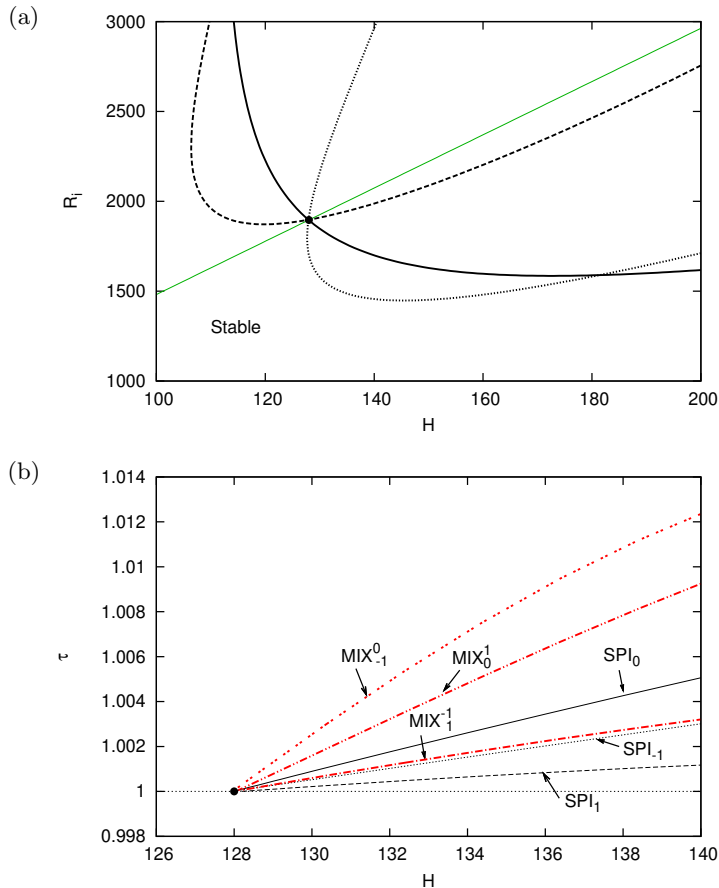 (a)
3000
2500
2000
1500
1000
R_i
Stable
100 120 140 160 180 200
H
(b)
1.014
1.012
1.01
1.008
1.006
1.004
1.002
1
0.998
τ
MIX^0_-1
MIX^1_0
SPI_0
MIX^-1_1
SPI_-1
SPI_1
126 128 130 132 134 136 138 140
H